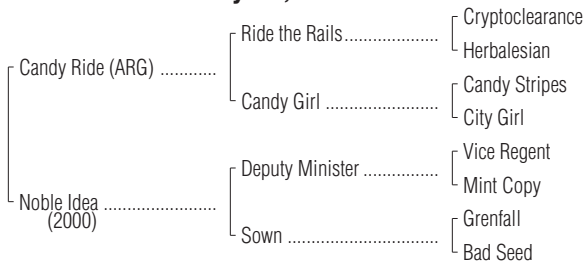 Cryptoclearance
Ride the Rails
Herbalesian
Candy Ride (ARG)
Candy Stripes
Candy Girl
City Girl
Vice Regent
Deputy Minister
Mint Copy
Noble Idea
(2000)
Grenfall
Sown
Bad Seed